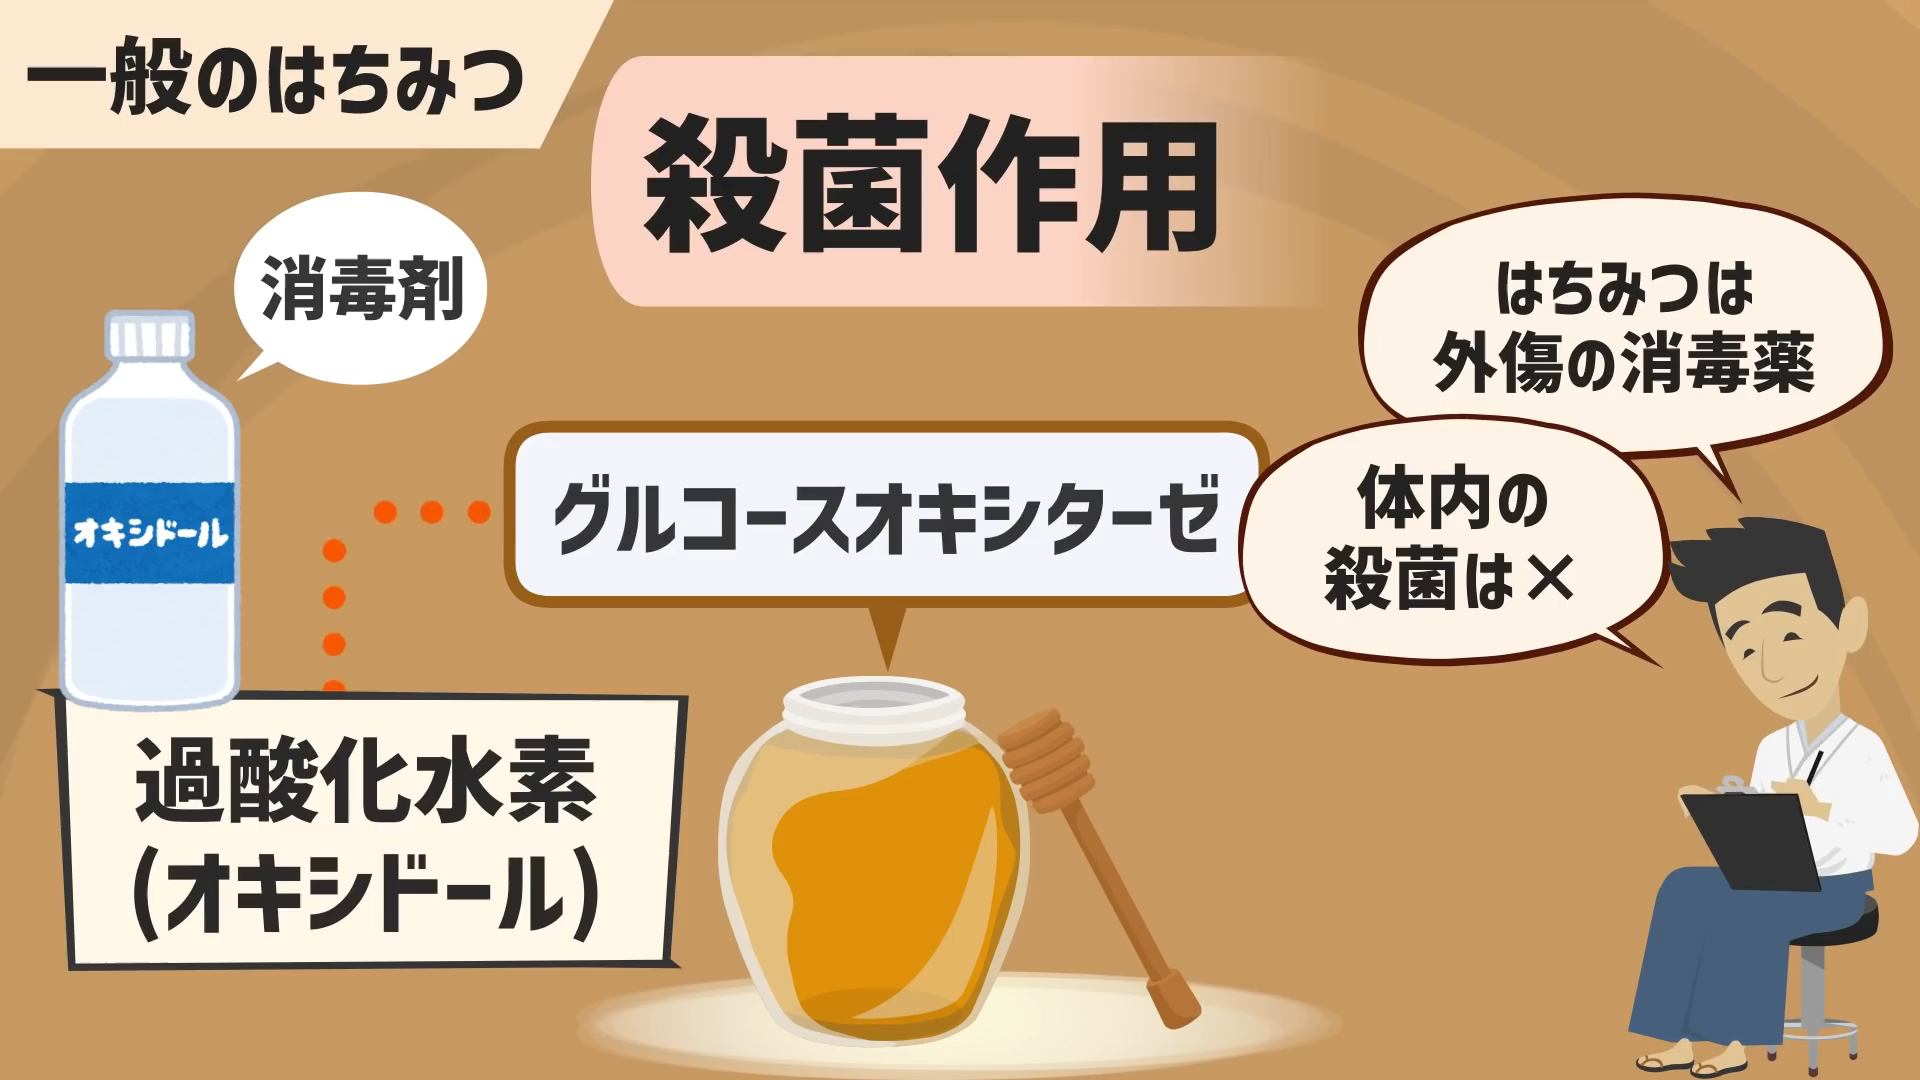 一般のはちみつ
殺菌作用
消毒剤
オキシドール
グルコースオキシターゼ
過酸化水素
(オキシドール)
はちみつは
外傷の消毒薬
体内の
殺菌は×